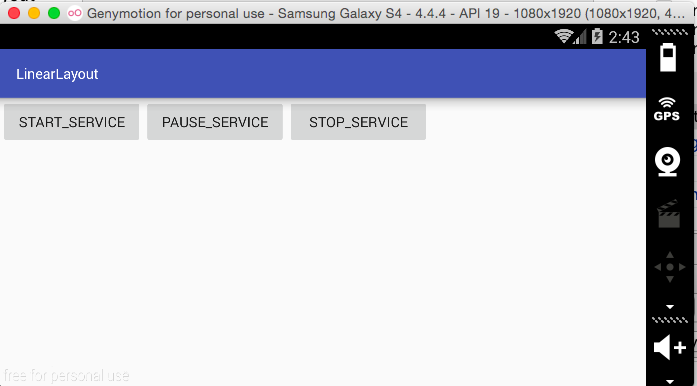 Genymotion for personal use - Samsung Galaxy S4 - 4.4.4 - API 19 - 1080x1920 (1080x1920, 4...
2:43
LinearLayout
GPS
START_SERVICE PAUSE_SERVICE STOP_SERVICE
free for personal use